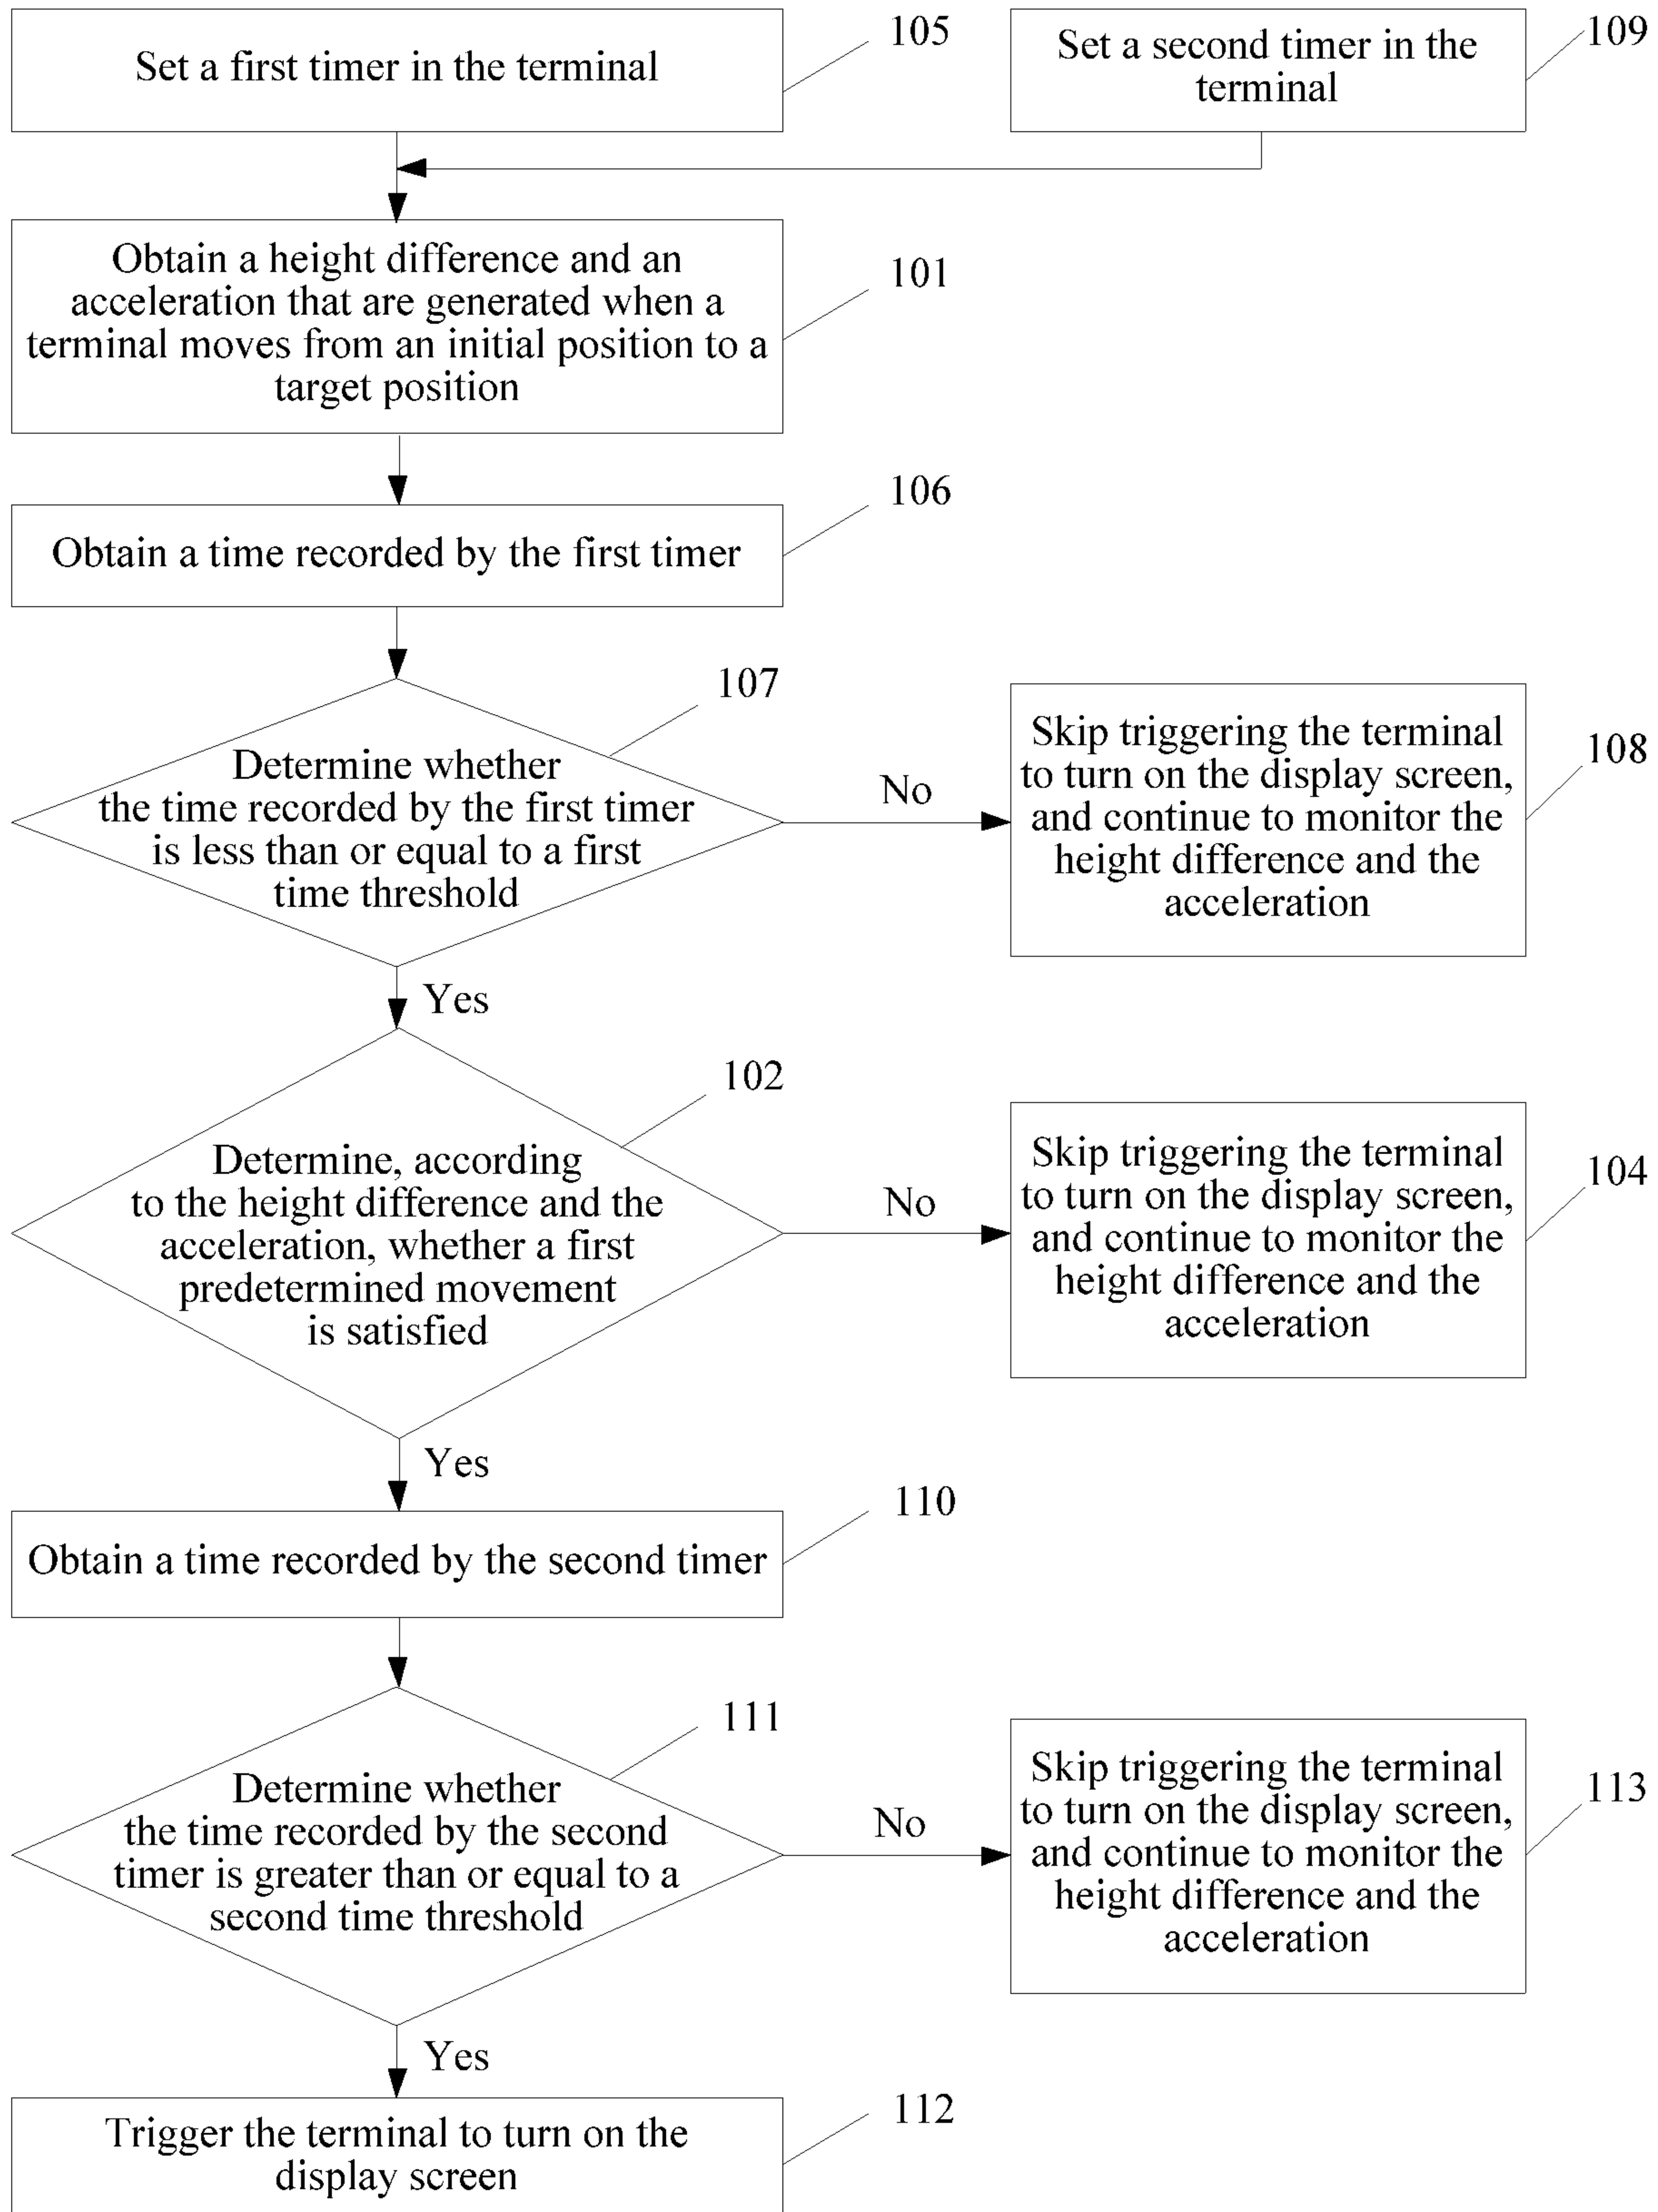 Set a first timer in the terminal
105
Set a second timer in the
terminal
109
Obtain a height difference and an
acceleration that are generated when a
terminal moves from an initial position to a
target position
101
Obtain a time recorded by the first timer
106
Determine whether
the time recorded by the first timer
is less than or equal to a first
time threshold
107
No
Skip triggering the terminal
to turn on the display screen,
and continue to monitor the
height difference and the
acceleration
108
Yes
Determine, according
to the height difference and the
acceleration, whether a first
predetermined movement
is satisfied
102
No
Skip triggering the terminal
to turn on the display screen,
and continue to monitor the
height difference and the
acceleration
104
Yes
Obtain a time recorded by the second timer
110
Determine whether
the time recorded by the second
timer is greater than or equal to a
second time threshold
111
No
Skip triggering the terminal
to turn on the display screen,
and continue to monitor the
height difference and the
acceleration
113
Yes
Trigger the terminal to turn on the
display screen
112